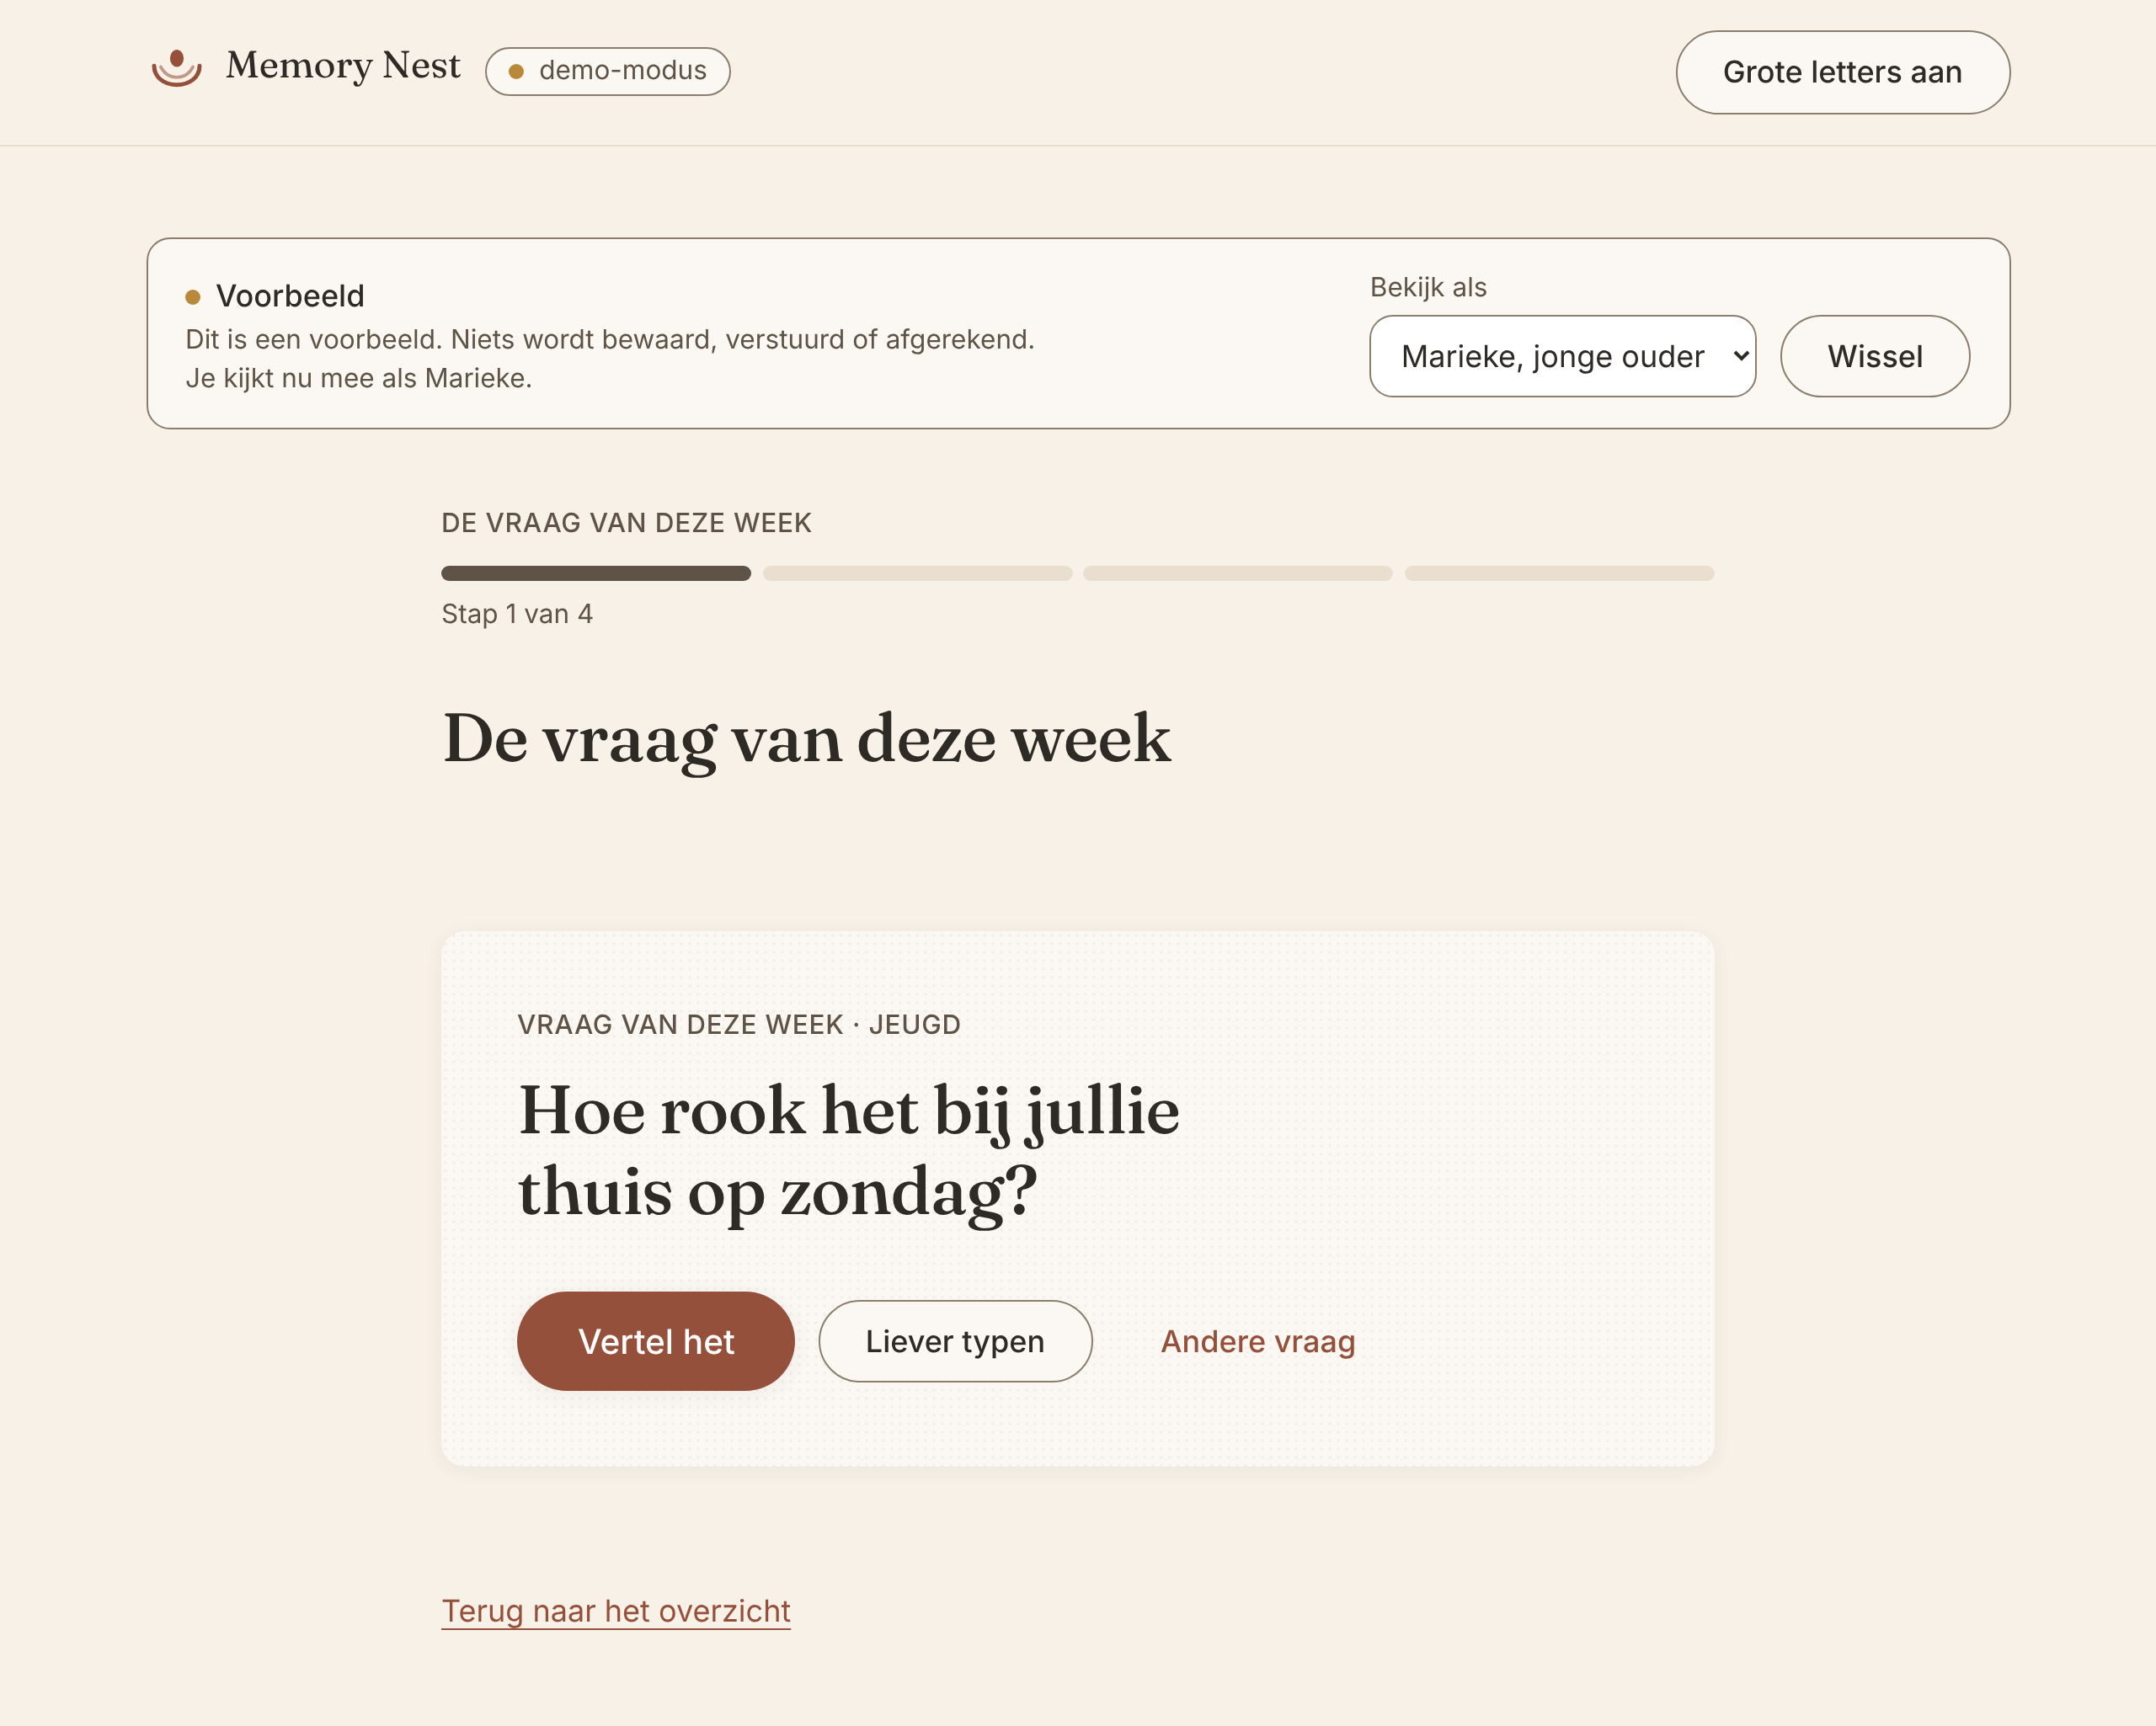 Memory Nest
demo-modus
Grote letters aan
Voorbeeld
Dit is een voorbeeld. Niets wordt bewaard, verstuurd of afgerekend.
Je kijkt nu mee als Marieke.
Bekijk als
Marieke, jonge ouder
Wissel
DE VRAAG VAN DEZE WEEK
Stap 1 van 4
De vraag van deze week
VRAAG VAN DEZE WEEK · JEUGD
Hoe rook het bij jullie
thuis op zondag?
Vertel het
Liever typen
Andere vraag
Terug naar het overzicht